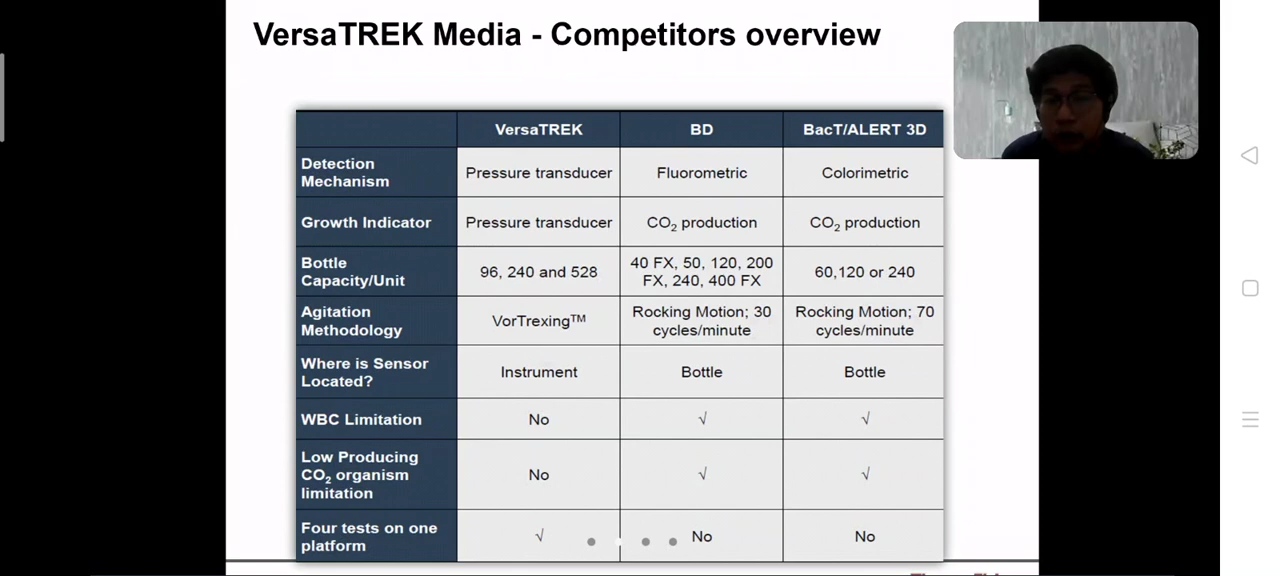 VersaTREK Media - Competitors overview
VersaTREK BD BacT/ALERT 3D
Detection
Mechanism
Pressure transducer Fluorometric Colorimetric
Growth Indicator Pressure transducer CO₂ production CO₂ production
Bottle
Capacity/Unit
96, 240 and 528
40 FX, 50, 120, 200
FX, 240, 400 FX
60,120 or 240
Agitation
Methodology
VorTrexing™
Rocking Motion; 30
cycles/minute
Rocking Motion; 70
cycles/minute
Where is Sensor
Located?
Instrument Bottle Bottle
WBC Limitation No √ √
Low Producing
CO₂ organism
limitation
No √ √
Four tests on one
platform
√ No No